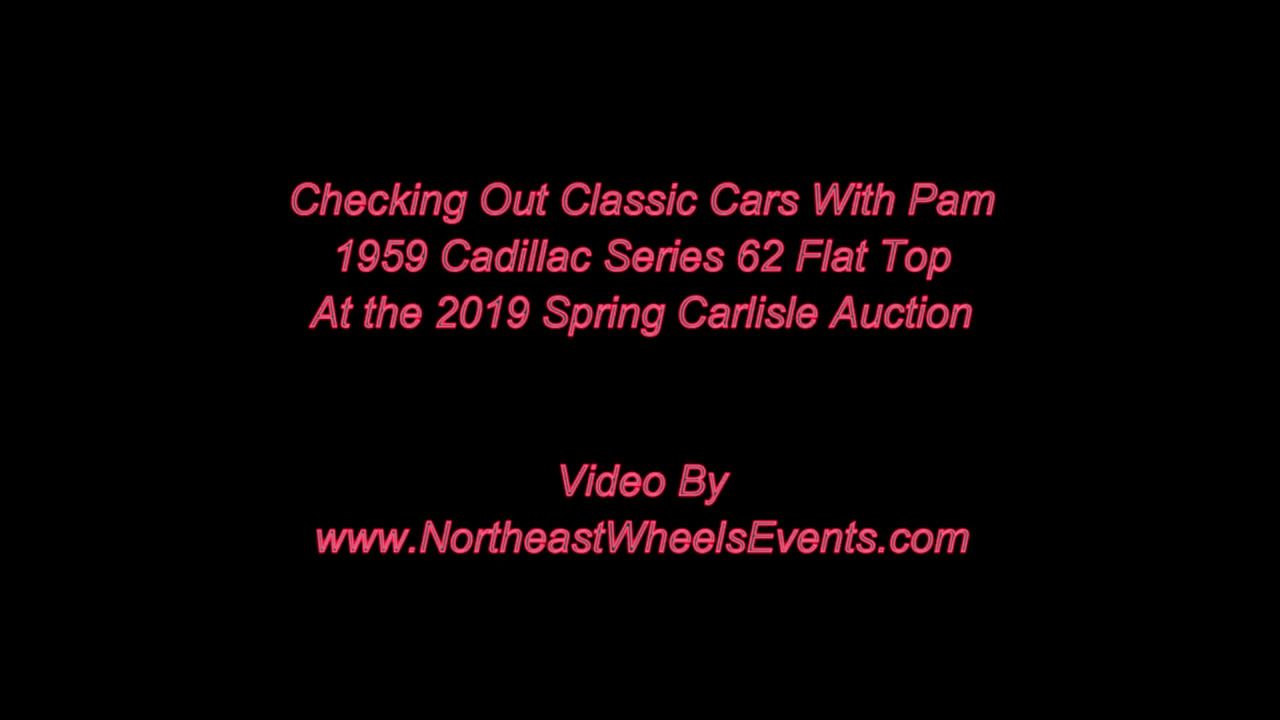 Checking Out Classic Cars With Pam
1959 Cadillac Series 62 Flat Top
At the 2019 Spring Carlisle Auction
Video By
www.NortheastWheelsEvents.com